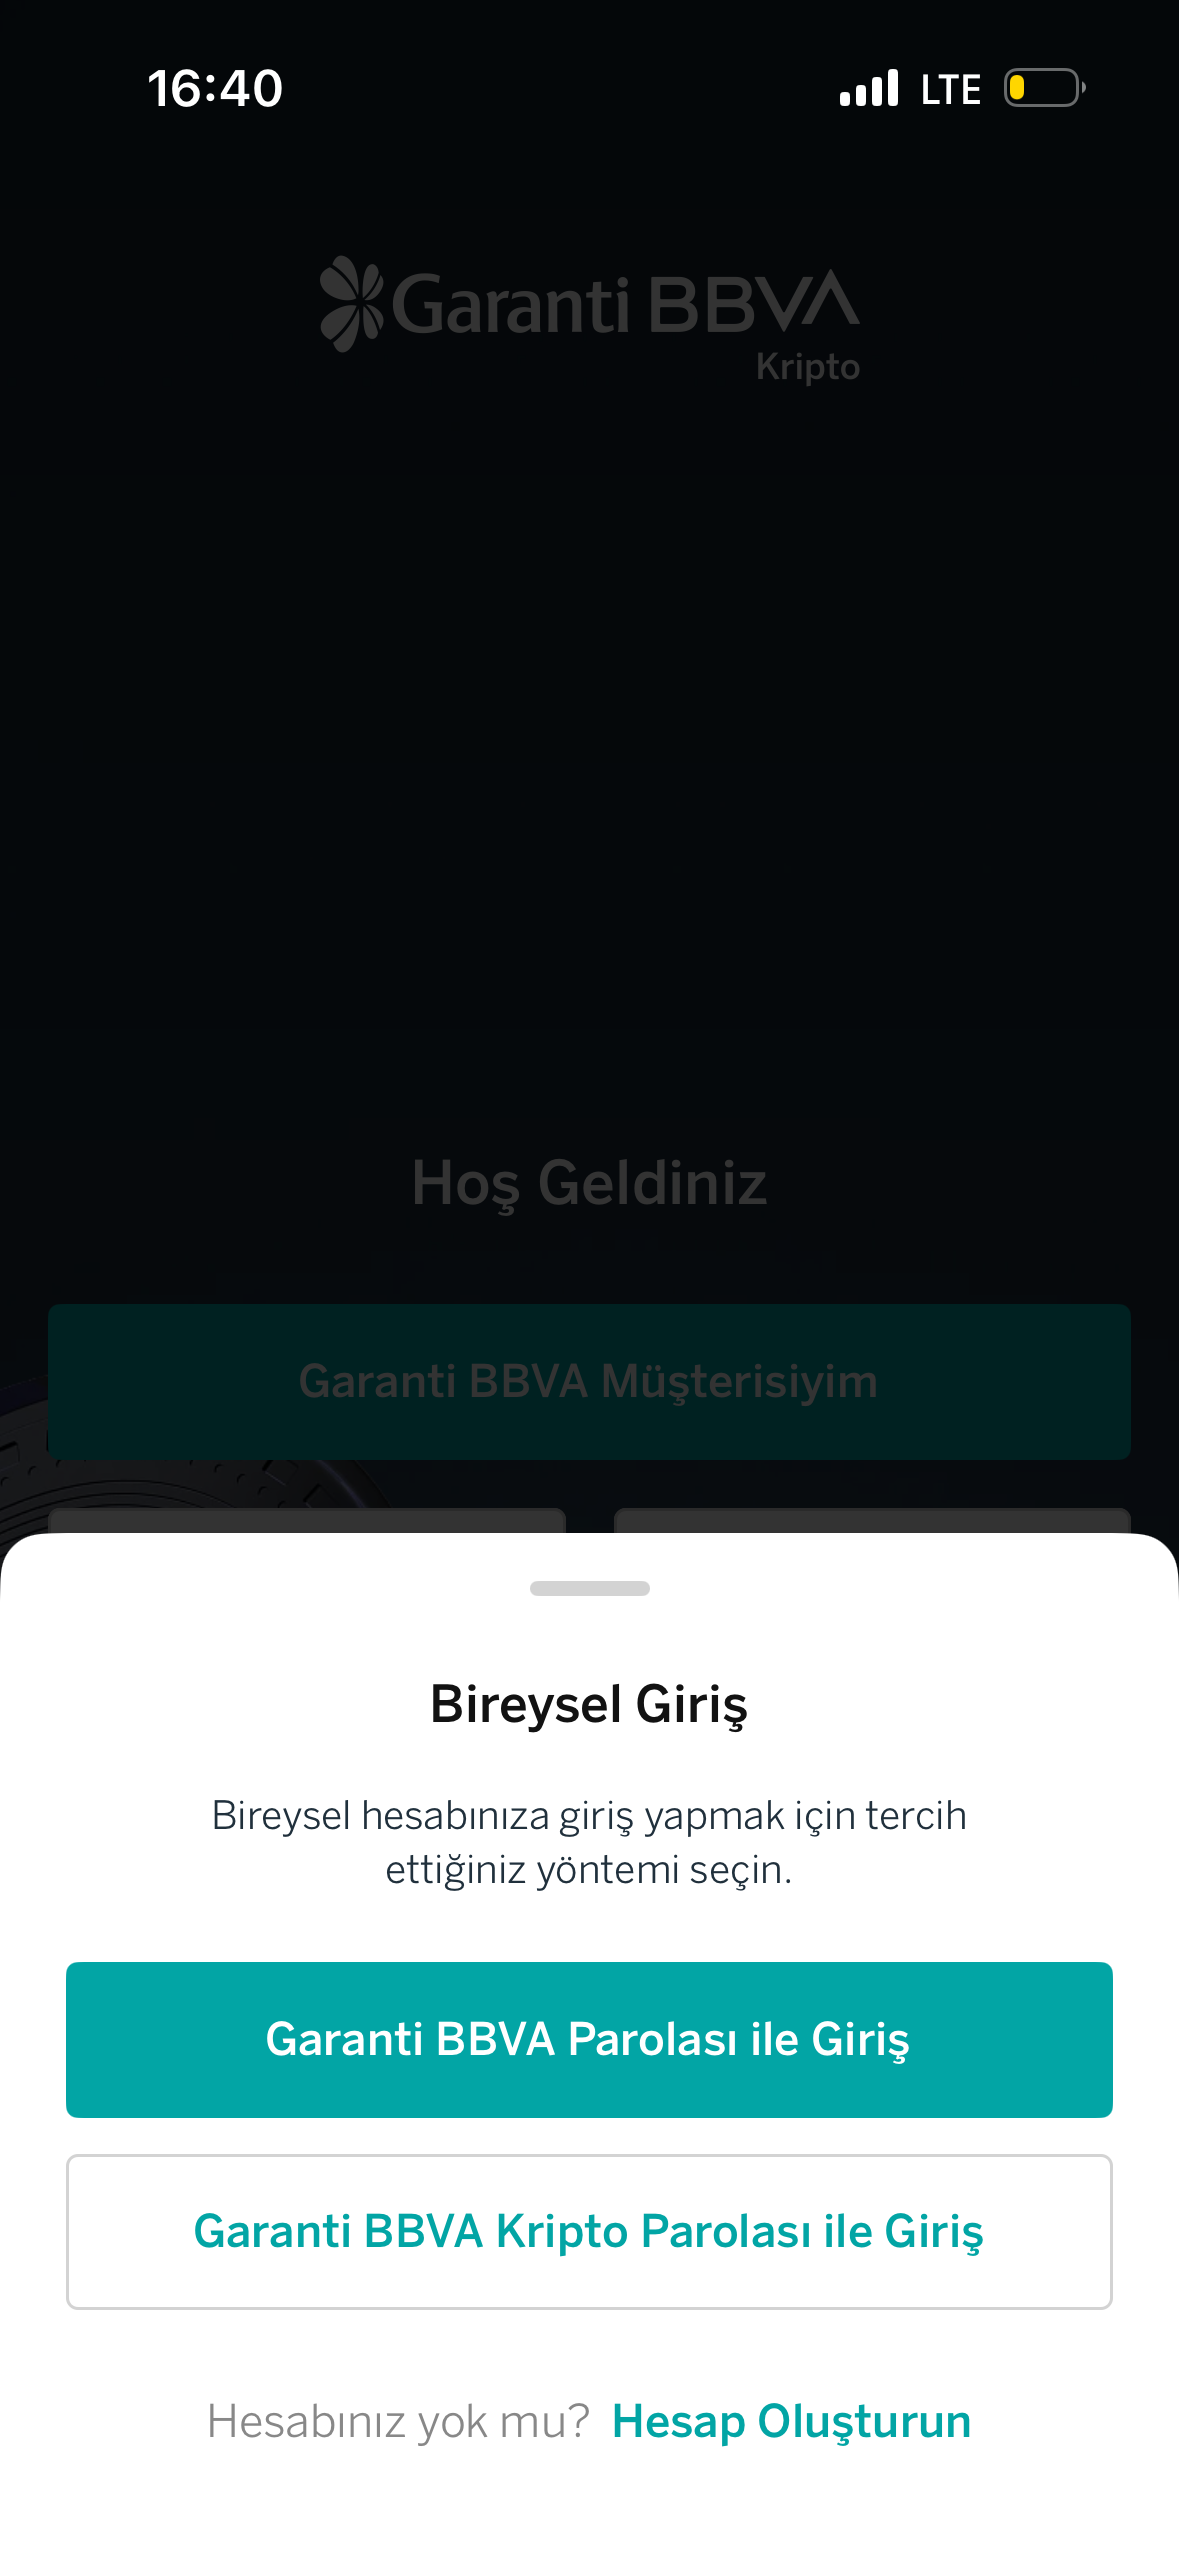 16:40
LTE
Garanti BBVA
Kripto
Hoş Geldiniz
Garanti BBVA Müşterisiyim
Bireysel Giriş
Bireysel hesabınıza giriş yapmak için tercih
ettiğiniz yöntemi seçin.
Garanti BBVA Parolası ile Giriş
Garanti BBVA Kripto Parolası ile Giriş
Hesabınız yok mu? Hesap Oluşturun